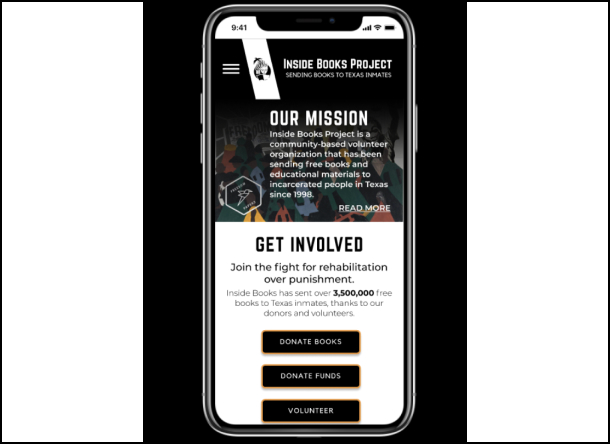 9:41
INSIDE BOOKS PROJECT
SENDING BOOKS TO TEXAS INMATES
OUR MISSION
Inside Books Project is a
community-based volunteer
organization that has been
sending free books and
educational materials to
incarcerated people in Texas
since 1998.
READ MORE
GET INVOLVED
Join the fight for rehabilitation
over punishment.
Inside Books has sent over 3,500,000 free
books to Texas inmates, thanks to our
donors and volunteers.
DONATE BOOKS
DONATE FUNDS
VOLUNTEER